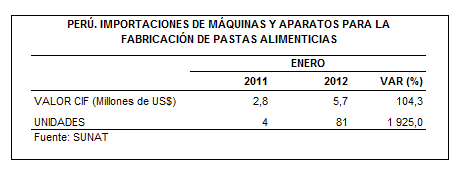 PERÚ. IMPORTACIONES DE MÁQUINAS Y APARATOS PARA LA
FABRICACIÓN DE PASTAS ALIMENTICIAS
ENERO
2011 2012 VAR (%)
VALOR CIF (Millones de US$) 2,8 5,7 104,3
UNIDADES 4 81 1 925,0
Fuente: SUNAT